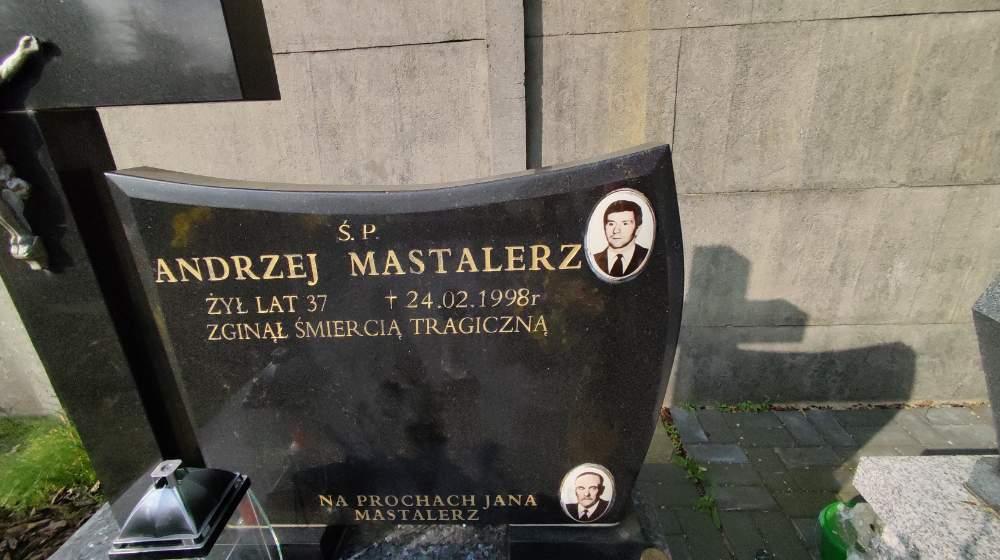 Ś. P.
ANDRZEJ MASTALERZ
ŻYŁ LAT 37 † 24.02.1998r
ZGINĄŁ ŚMIERCIĄ TRAGICZNĄ
NA PROCHACH JANA
MASTALERZ